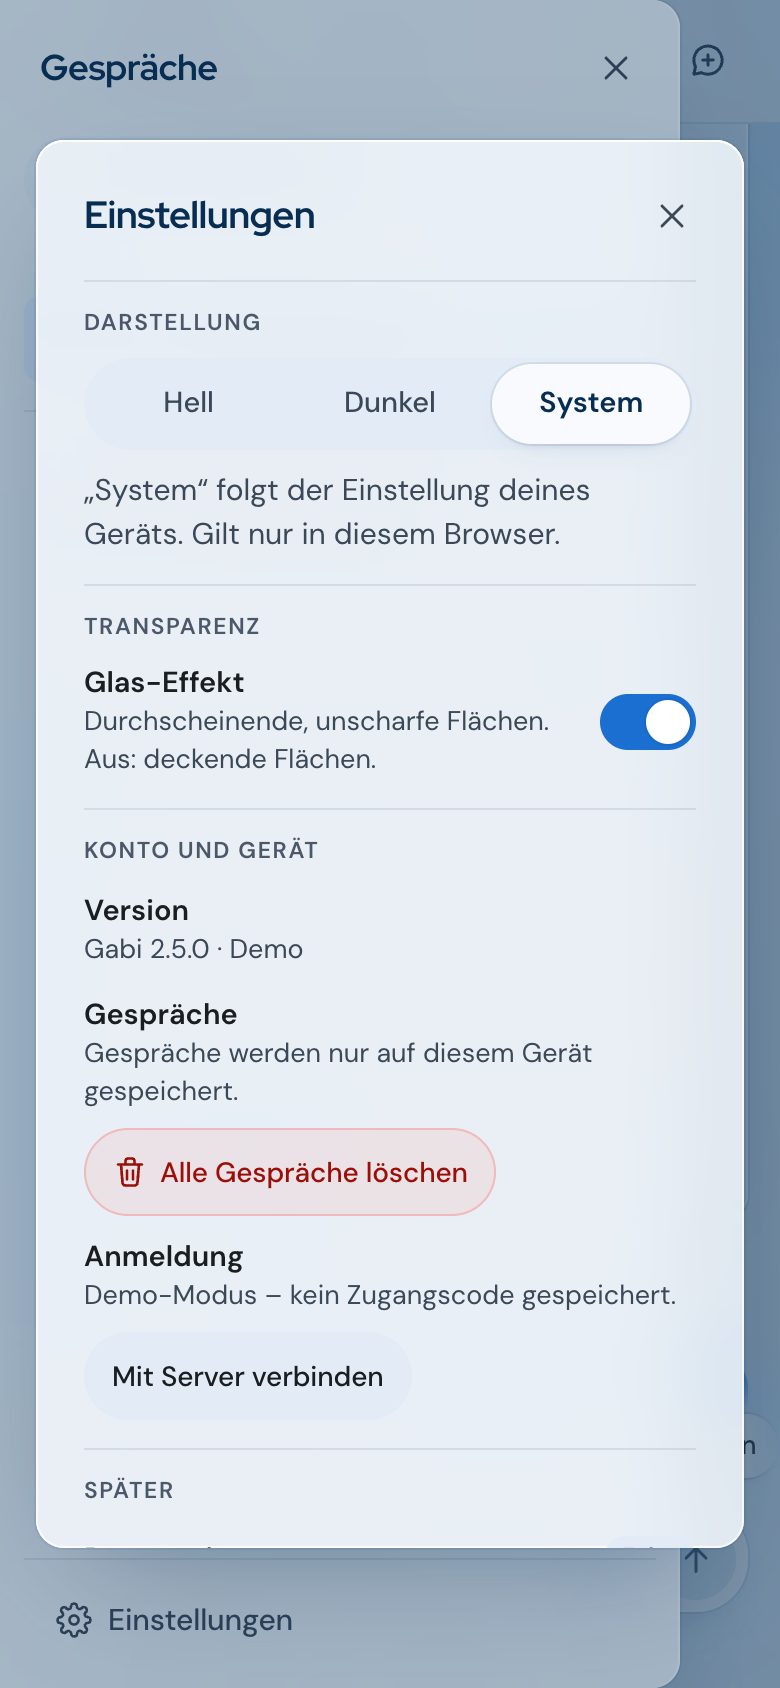 Gespräche
Einstellungen
DARSTELLUNG
Hell Dunkel System
„System“ folgt der Einstellung deines
Geräts. Gilt nur in diesem Browser.
TRANSPARENZ
Glas-Effekt
Durchscheinende, unscharfe Flächen.
Aus: deckende Flächen.
KONTO UND GERÄT
Version
Gabi 2.5.0 · Demo
Gespräche
Gespräche werden nur auf diesem Gerät
gespeichert.
Alle Gespräche löschen
Anmeldung
Demo-Modus – kein Zugangscode gespeichert.
Mit Server verbinden
SPÄTER
Einstellungen